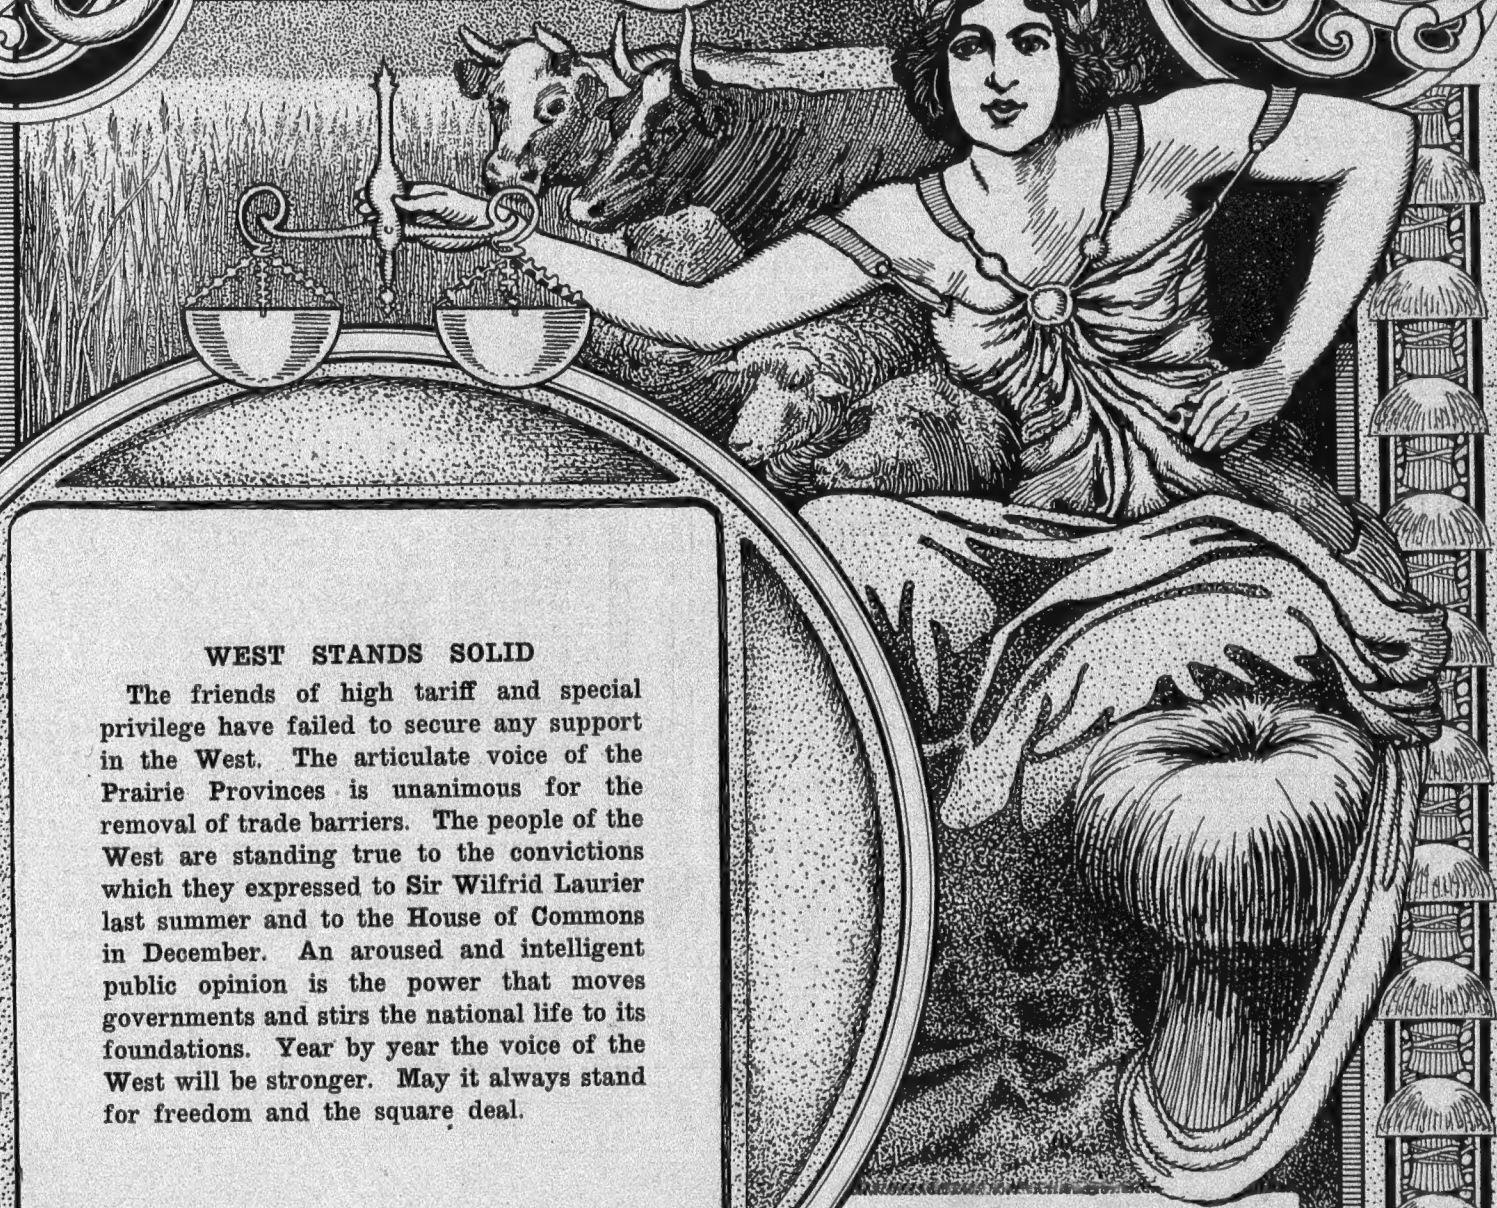 WEST STANDS SOLID
The friends of high tariff and special
privilege have failed to secure any support
in the West. The articulate voice of the
Prairie Provinces is unanimous for the
removal of trade barriers. The people of the
West are standing true to the convictions
which they expressed to Sir Wilfrid Laurier
last summer and to the House of Commons
in December. An aroused and intelligent
public opinion is the power that moves
governments and stirs the national life to its
foundations. Year by year the voice of the
West will be stronger. May it always stand
for freedom and the square deal.